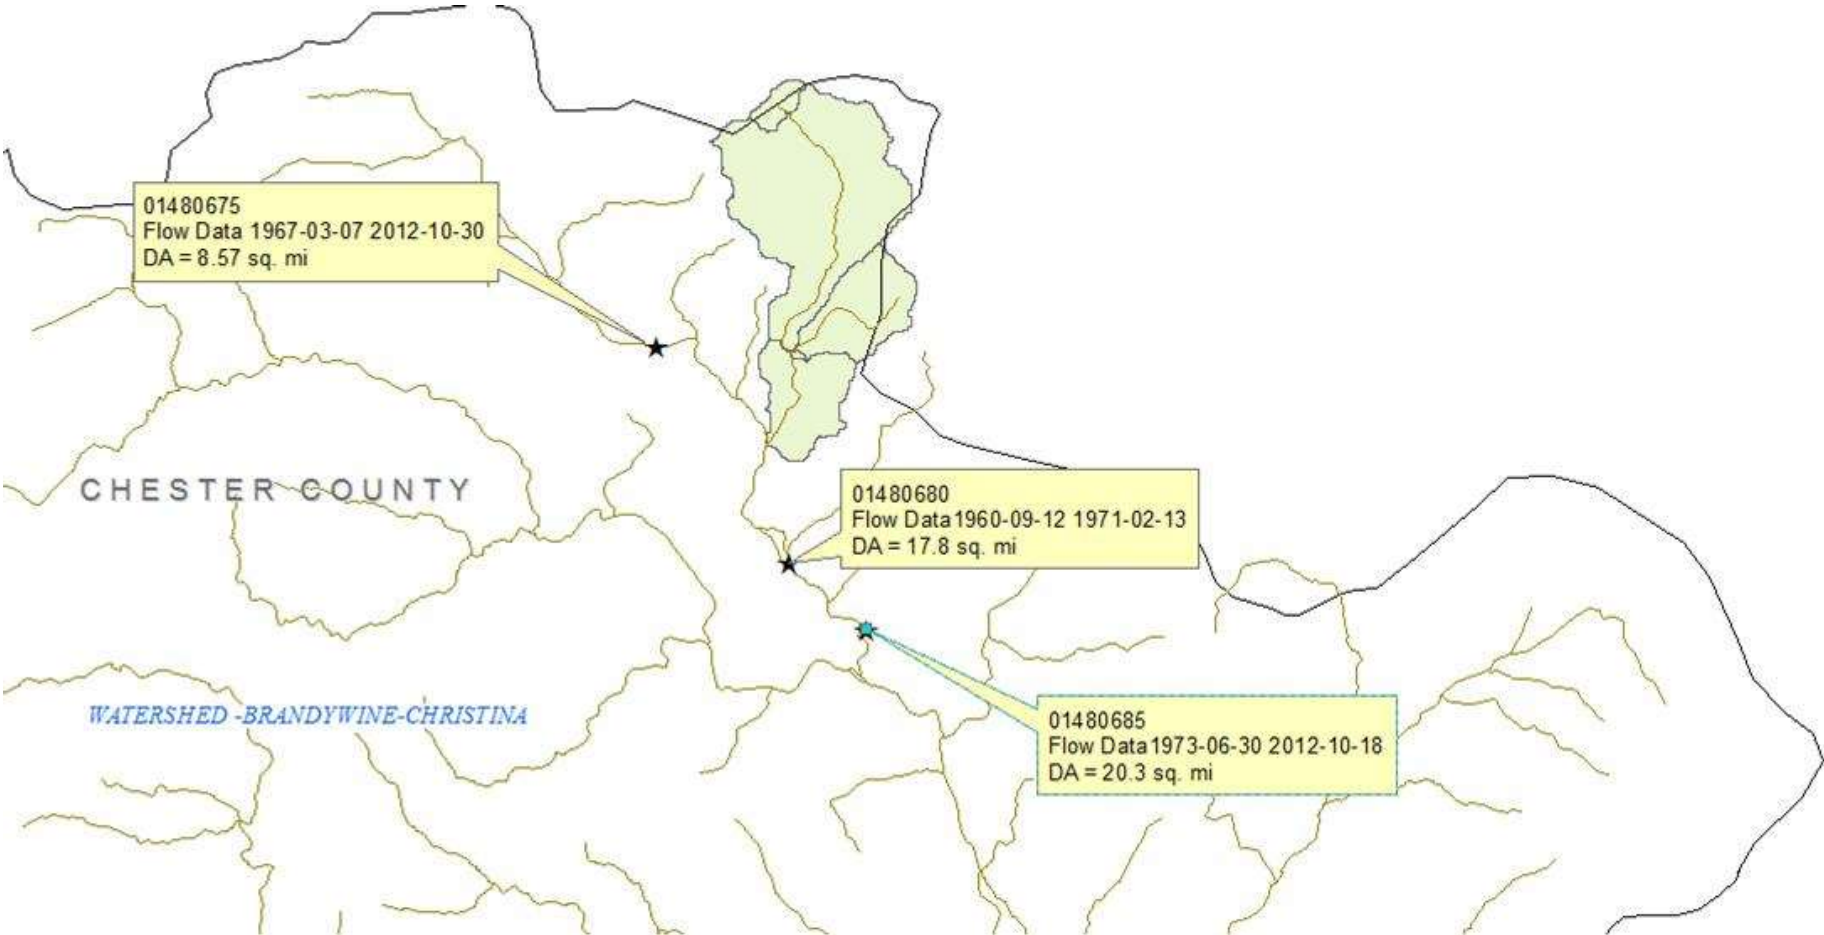 01480675
Flow Data 1967-03-07 2012-10-30
DA = 8.57 sq. mi
CHESTER COUNTY
01480680
Flow Data 1960-09-12 1971-02-13
DA = 17.8 sq. mi
WATERSHED -BRANDYWINE-CHRISTINA
01480685
Flow Data 1973-06-30 2012-10-18
DA = 20.3 sq. mi